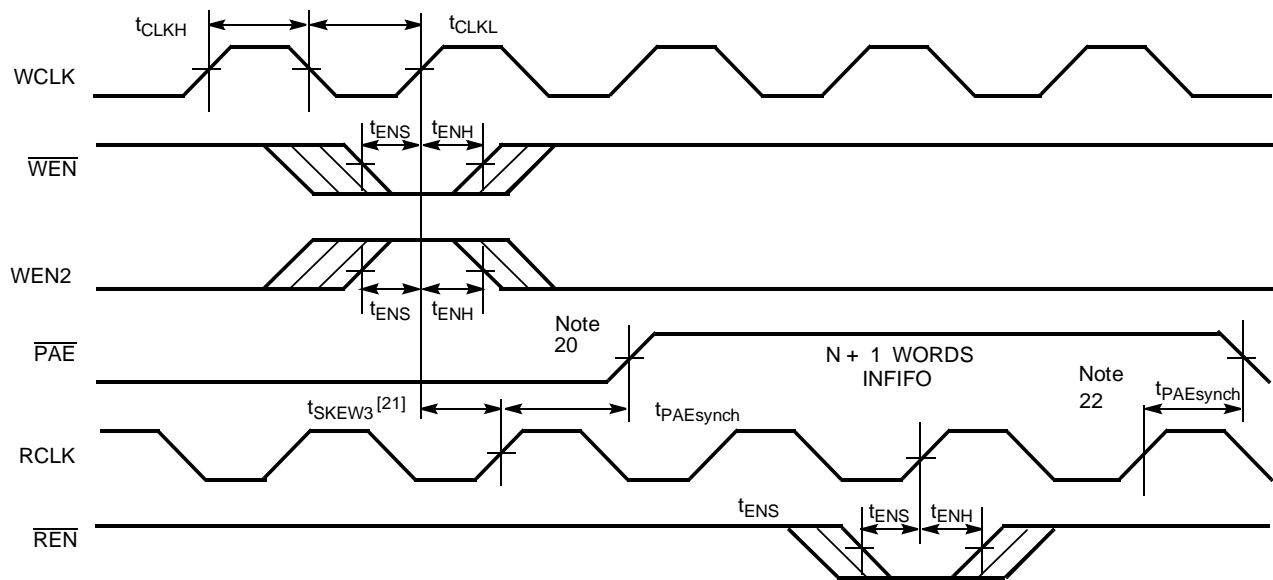 tCLKH
tCLKL
WCLK
tENS
tENH
WEN
WEN2
tENS
tENH
Note
20
PAE
N + 1 WORDS
INFIFO
Note
22
tPAEsynch
tSKEW3 [21]
tPAEsynch
RCLK
tENS
tENS
tENH
REN